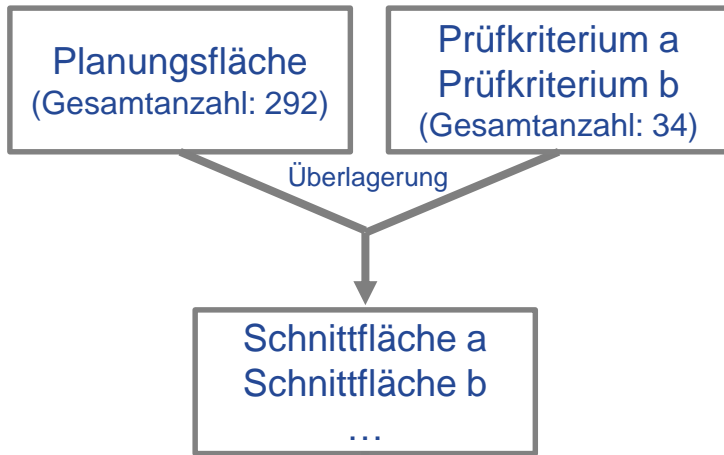 Planungsfläche
(Gesamtanzahl: 292)
Prüfkriterium a
Prüfkriterium b
(Gesamtanzahl: 34)
Überlagerung
Schnittfläche a
Schnittfläche b
…